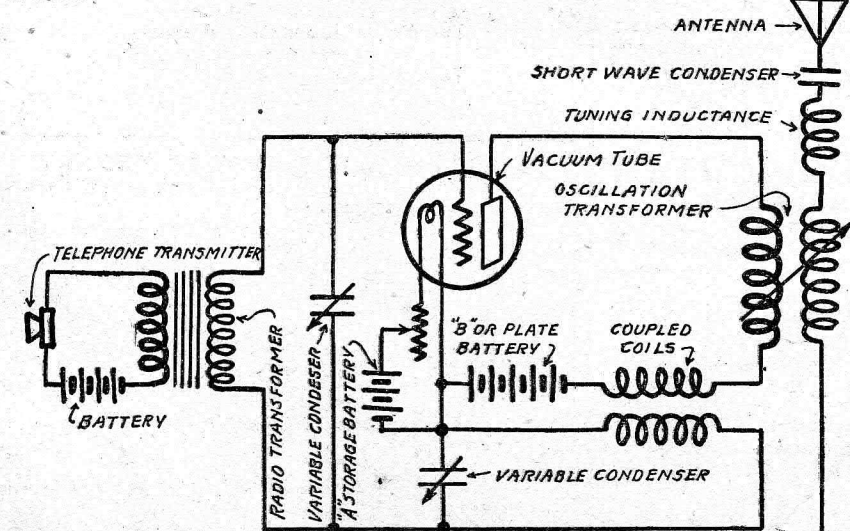 ANTENNA
SHORT WAVE CONDENSER
TUNING INDUCTANCE
VACUUM TUBE
OSCILLATION
TRANSFORMER
TELEPHONE TRANSMITTER
"B" OR PLATE
BATTERY
COUPLED
COILS
BATTERY
RADIO TRANSFORMER
VARIABLE CONDESER
"A" STORAGE BATTERY
VARIABLE CONDENSER